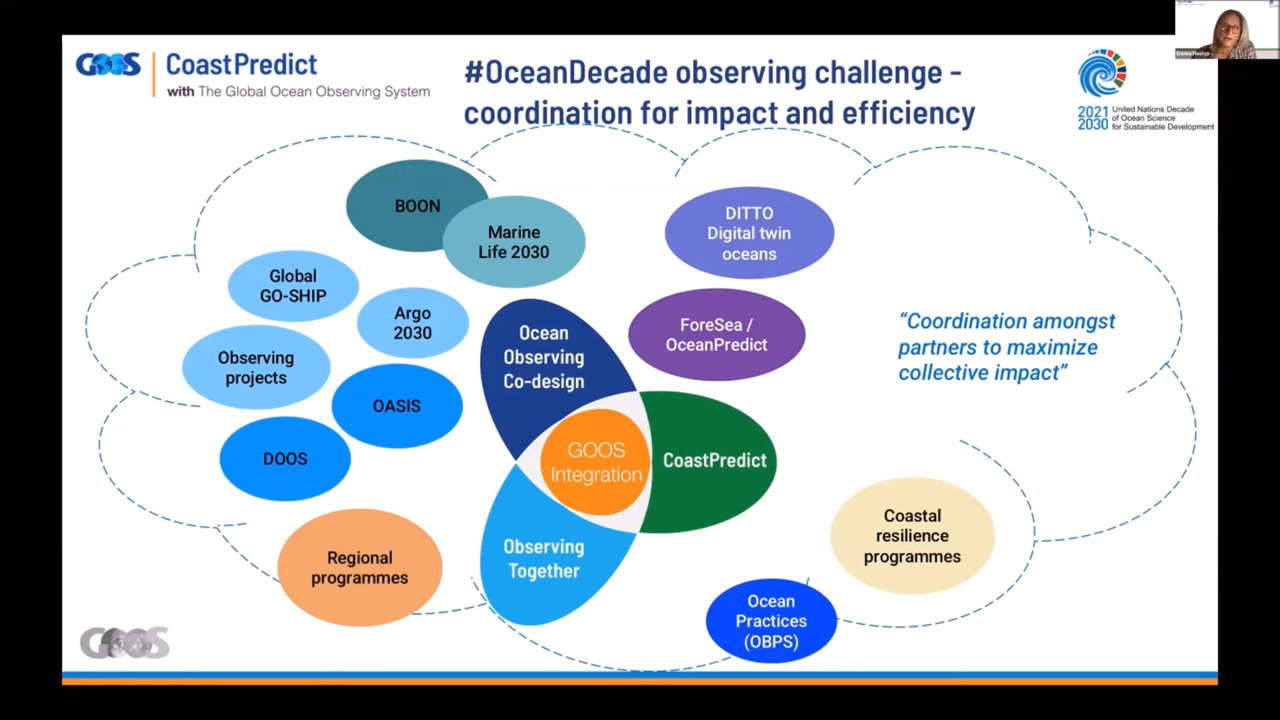 GOOS
CoastPredict
with The Global Ocean Observing System
#OceanDecade observing challenge -
coordination for impact and efficiency
2021
2030
United Nations Decade
of Ocean Science
for Sustainable Development
BOON
Marine
Life 2030
DITTO
Digital twin
oceans
Global
GO-SHIP
Argo
2030
Ocean
Observing
Co-design
ForeSea /
OceanPredict
"Coordination amongst
partners to maximize
collective impact"
Observing
projects
OASIS
DOOS
GOOS
Integration
CoastPredict
Regional
programmes
Observing
Together
Coastal
resilience
programmes
Ocean
Practices
(OBPS)
GOOS